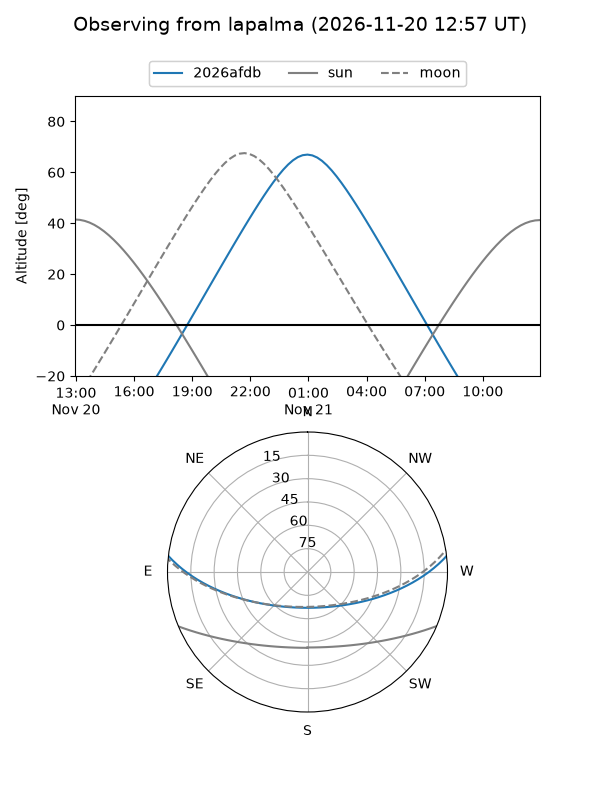 Observing from lapalma (2026-11-20 12:57 UT)
2026afdb sun moon
80
60
40
20
0
−20
Altitude [deg]
13:00 16:00 19:00 22:00 01:00 04:00 07:00 10:00
Nov 20 Nov 21
N
NE NW
15
30
45
60
75
E W
SE SW
S